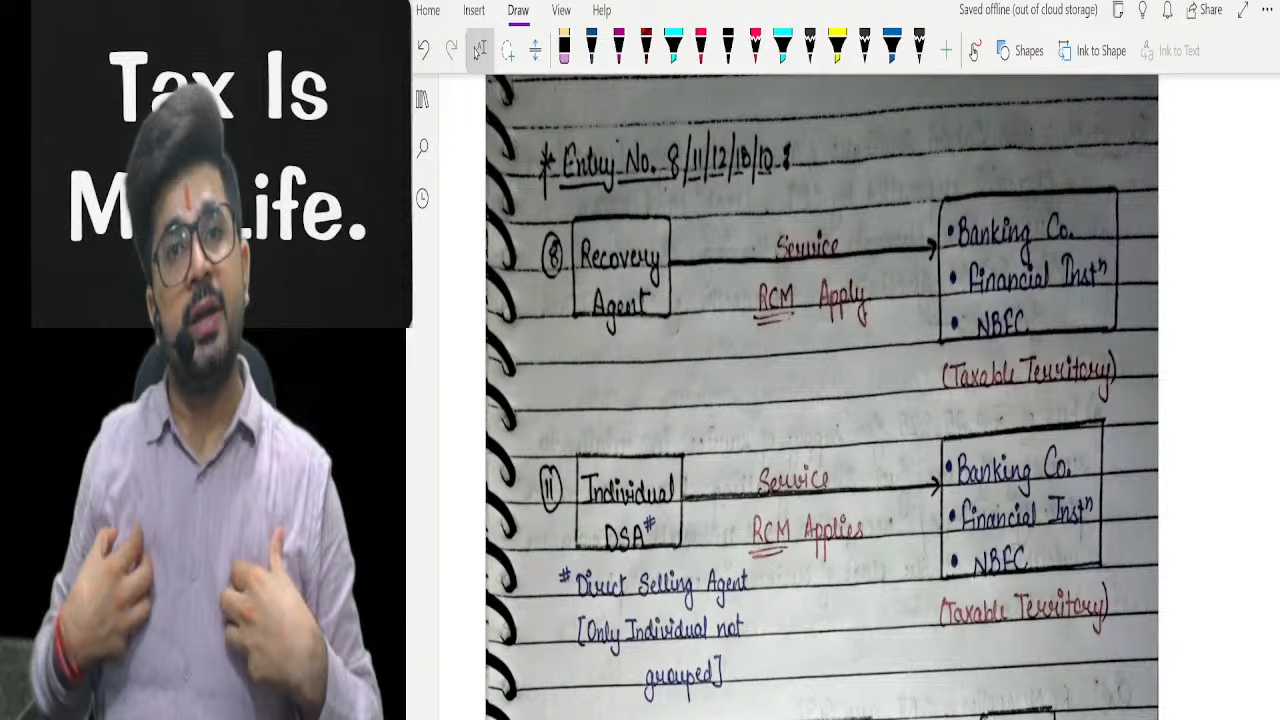 Tax Is
My Life.
Home Insert Draw View Help
Saved offline (out of cloud storage)
Share
Shapes
Ink to Shape
Ink to Text
* Entry No. 8/11/12/13/10 :
8 Recovery Agent
Service
RCM Apply
• Banking Co.
• Financial Instn
• NBFC
(Taxable Territory)
11 Individual DSA#
Service
RCM Applies
• Banking Co.
• Financial Instn
• NBFC
(Taxable Territory)
# Direct Selling Agent
[Only Individual not
grouped]